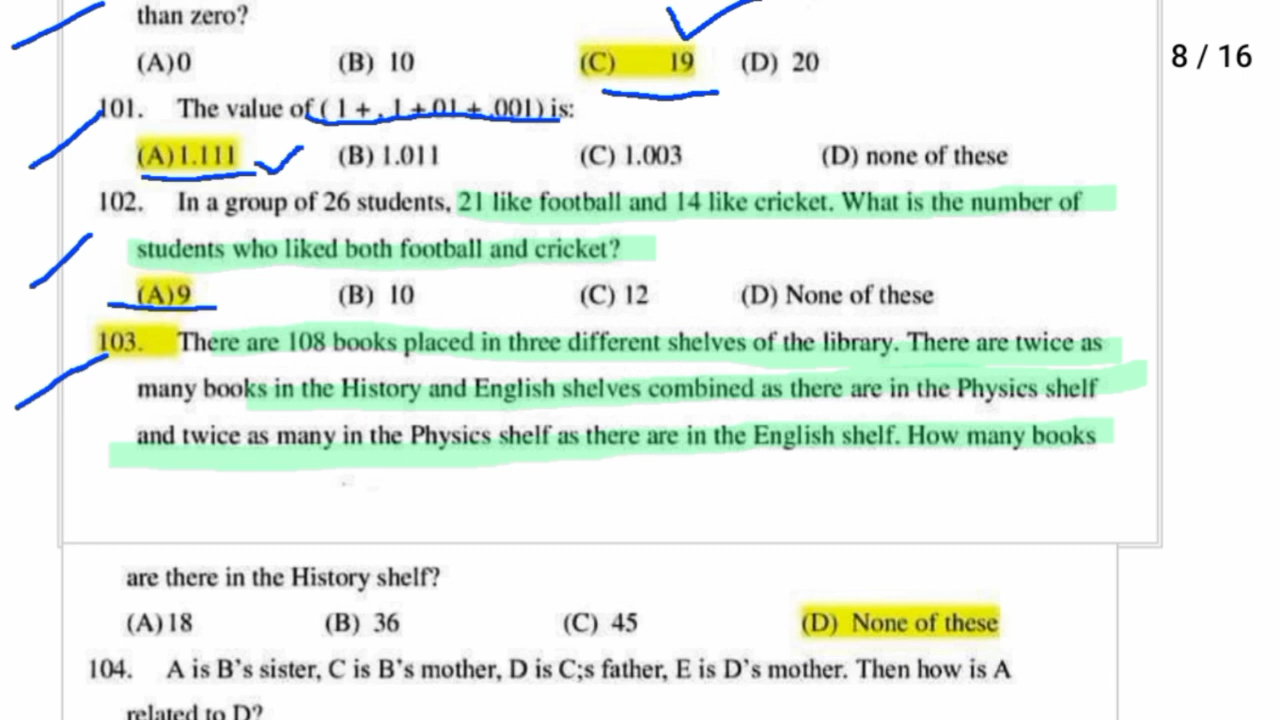 than zero?
(A)0 (B) 10 (C) 19 (D) 20
8 / 16
101. The value of ( 1 + . 1 +.01 + .001) is:
(A)1.111 (B) 1.011 (C) 1.003 (D) none of these
102. In a group of 26 students, 21 like football and 14 like cricket. What is the number of
students who liked both football and cricket?
(A)9 (B) 10 (C) 12 (D) None of these
103. There are 108 books placed in three different shelves of the library. There are twice as
many books in the History and English shelves combined as there are in the Physics shelf
and twice as many in the Physics shelf as there are in the English shelf. How many books
are there in the History shelf?
(A)18 (B) 36 (C) 45 (D) None of these
104. A is B's sister, C is B's mother, D is C;s father, E is D's mother. Then how is A
related to D?